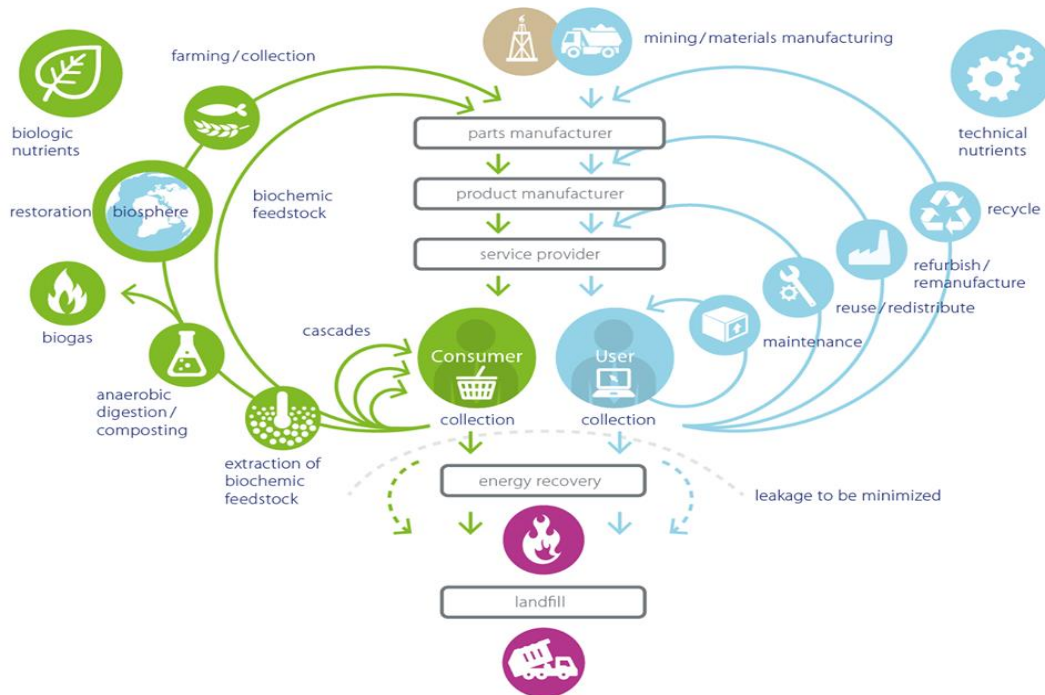 farming/collection
mining/materials manufacturing
biologic
nutrients
parts manufacturer
technical
nutrients
biochemic
feedstock
product manufacturer
restoration
biosphere
recycle
service provider
refurbish/
remanufacture
reuse/redistribute
biogas
cascades
maintenance
Consumer
User
anaerobic
digestion/
composting
collection
collection
extraction of
biochemic
feedstock
energy recovery
leakage to be minimized
landfill